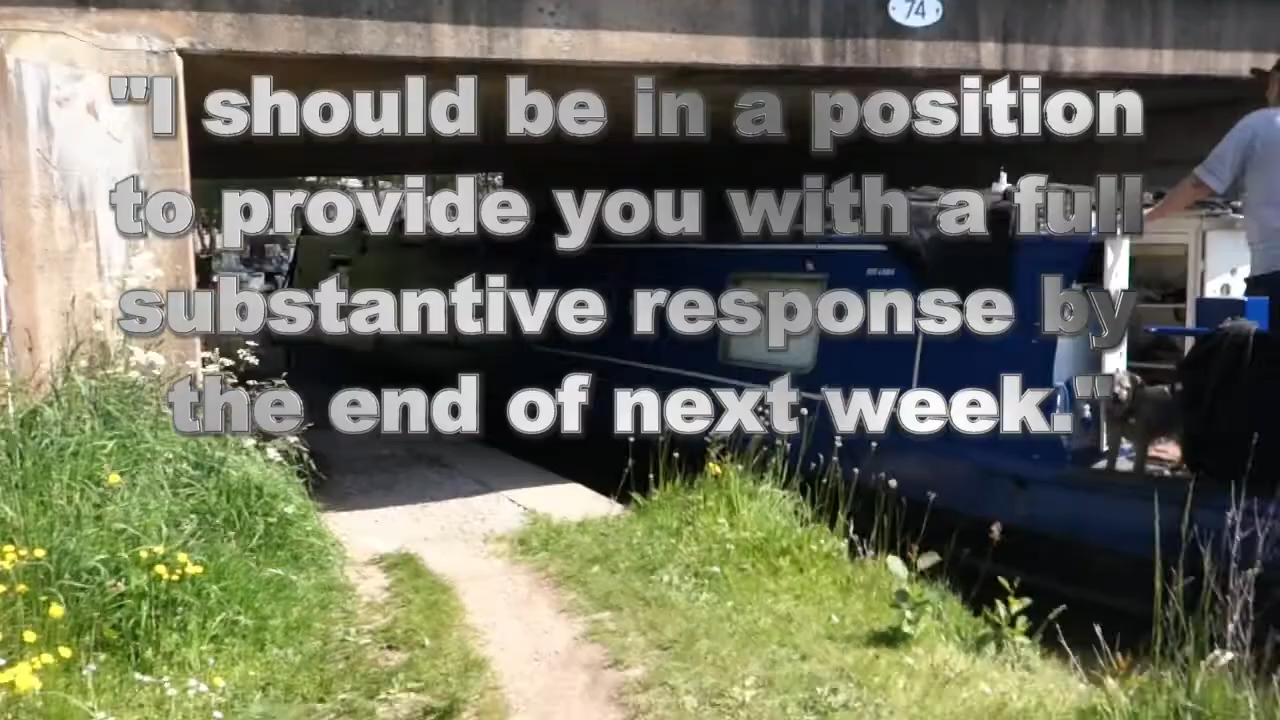 74
"I should be in a position
to provide you with a full
substantive response by
the end of next week."